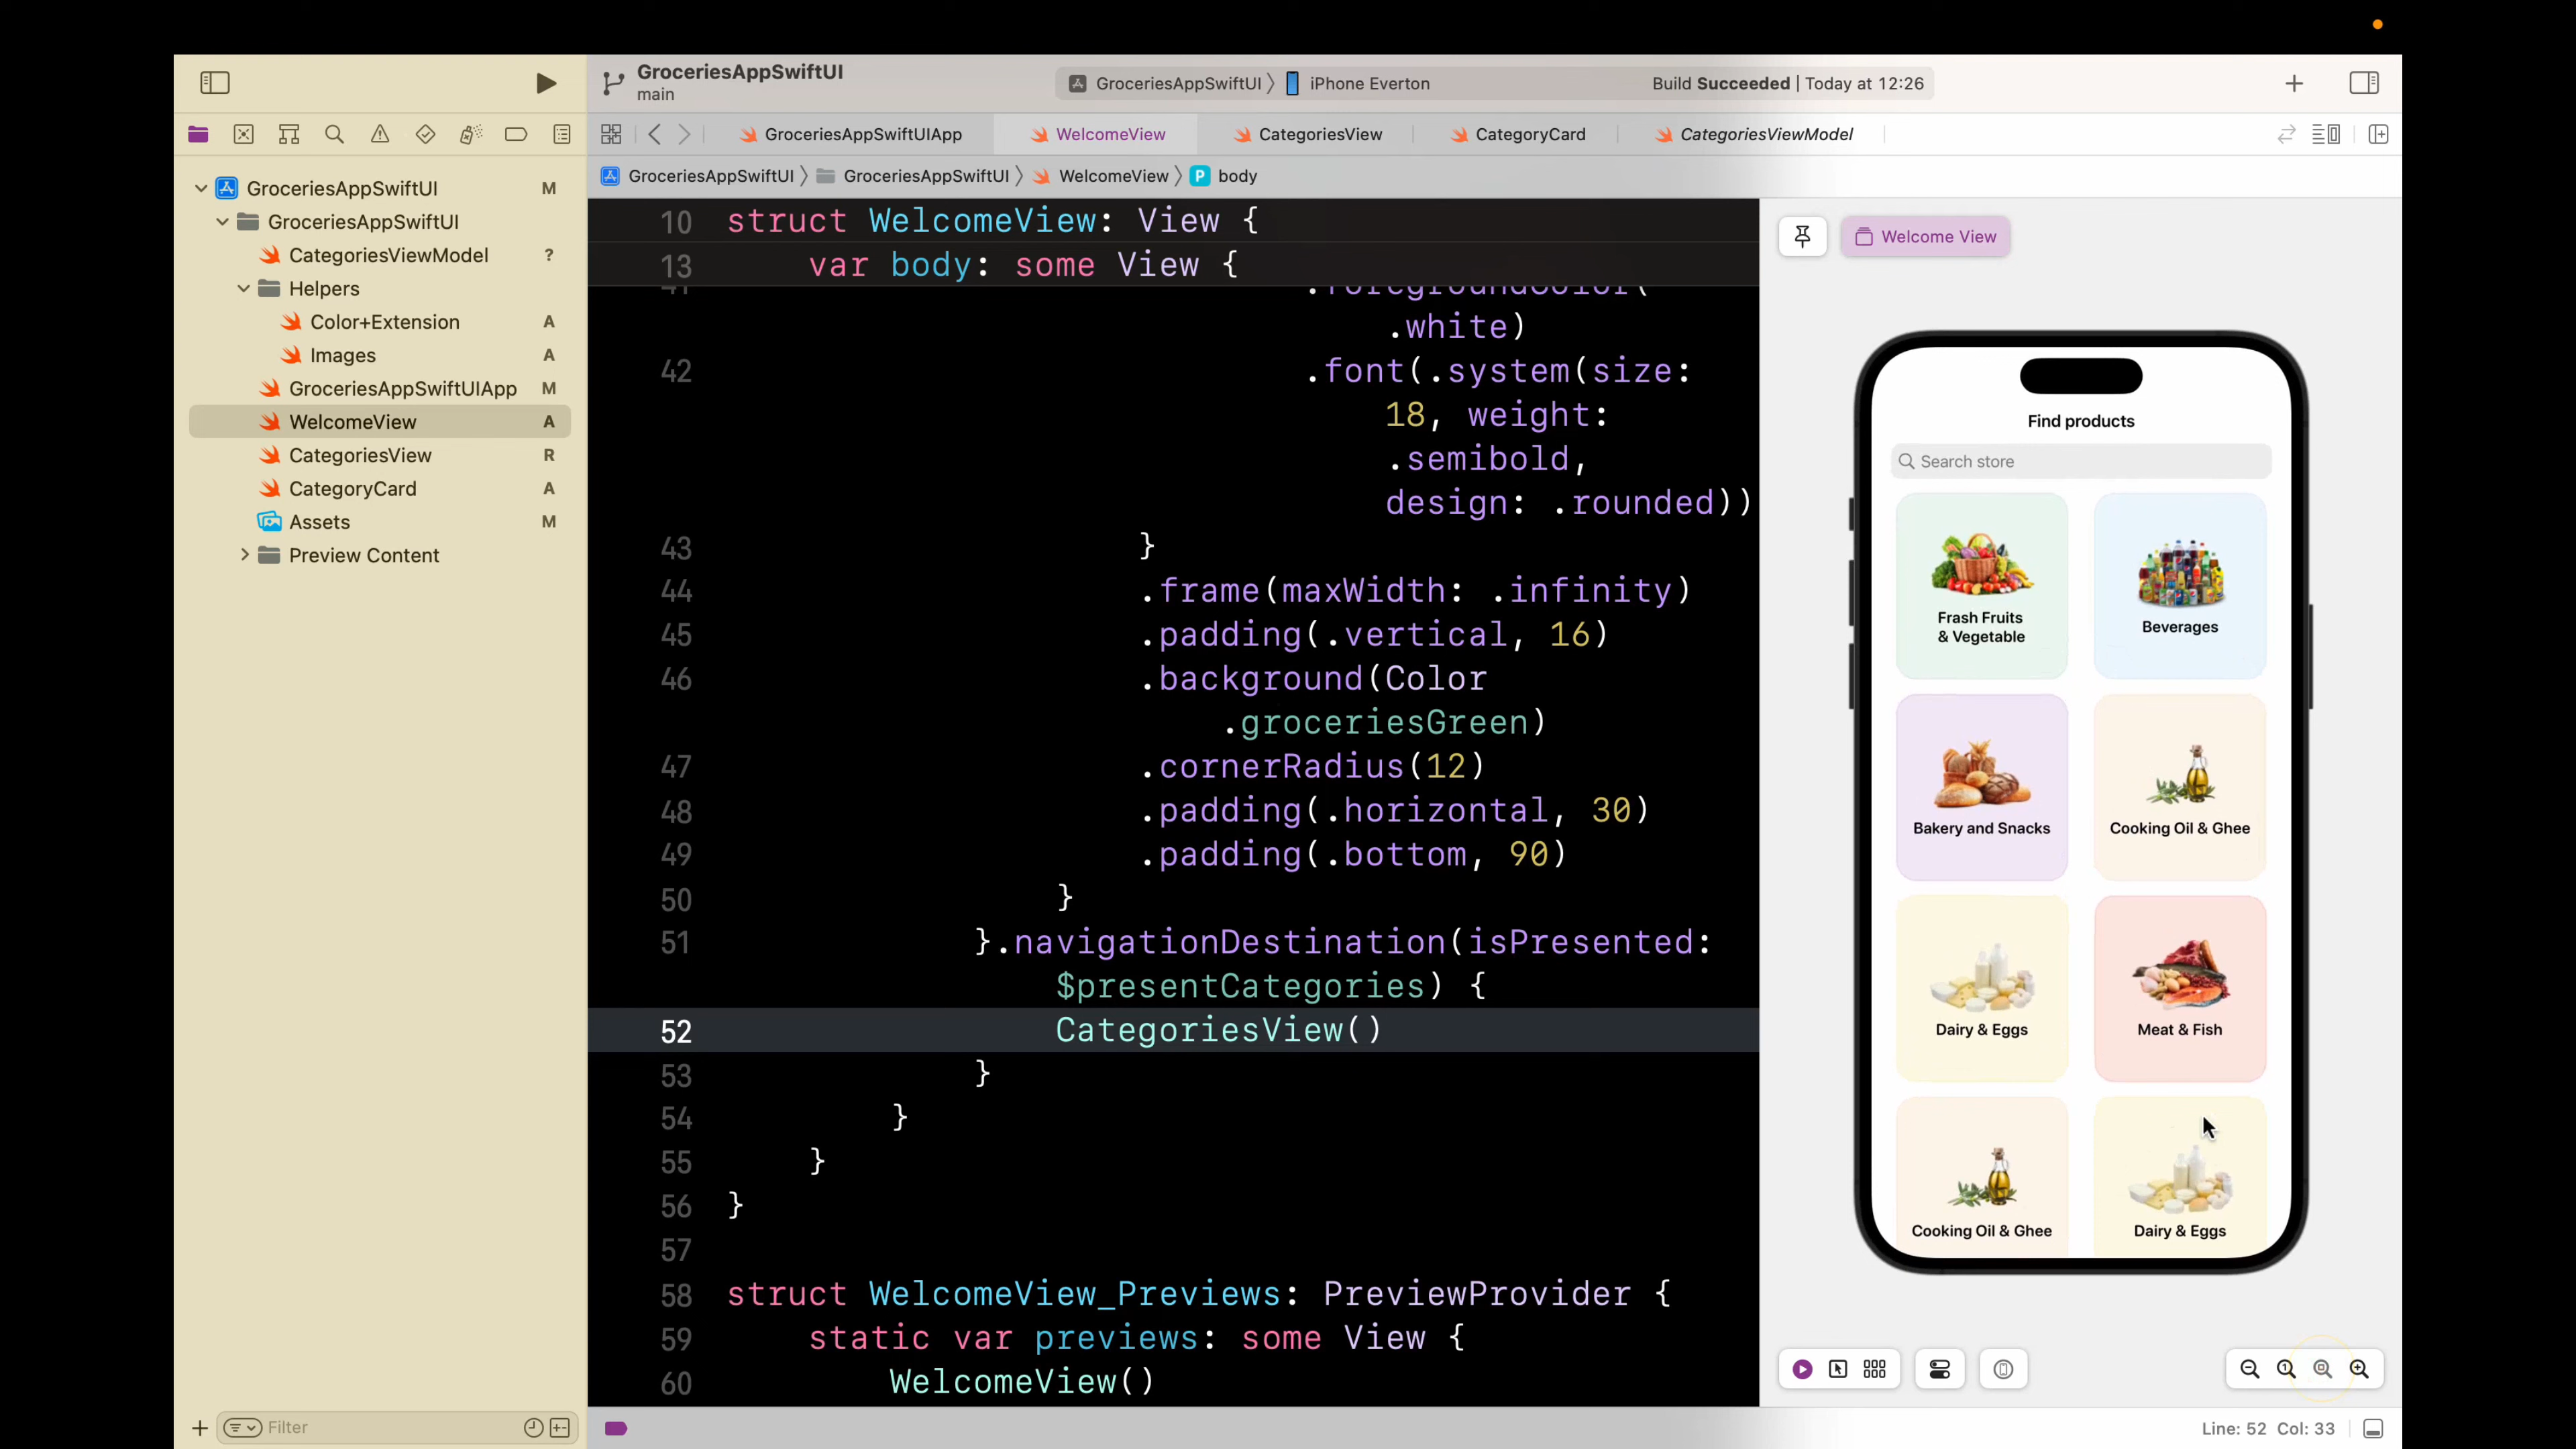 GroceriesAppSwiftUI
main
GroceriesAppSwiftUI
iPhone Everton
Build Succeeded | Today at 12:26
GroceriesAppSwiftUIApp
WelcomeView
CategoriesView
CategoryCard
CategoriesViewModel
GroceriesAppSwiftUI
GroceriesAppSwiftUI
WelcomeView
P body
GroceriesAppSwiftUI M
GroceriesAppSwiftUI
CategoriesViewModel ?
Helpers
Color+Extension A
Images A
GroceriesAppSwiftUIApp M
WelcomeView A
CategoriesView R
CategoryCard A
Assets M
Preview Content
Filter
10 struct WelcomeView: View {
13 var body: some View {
41 .foregroundColor(
.white)
42 .font(.system(size:
18, weight:
.semibold,
design: .rounded))
43 }
44 .frame(maxWidth: .infinity)
45 .padding(.vertical, 16)
46 .background(Color
.groceriesGreen)
47 .cornerRadius(12)
48 .padding(.horizontal, 30)
49 .padding(.bottom, 90)
50 }
51 }.navigationDestination(isPresented:
$presentCategories) {
52 CategoriesView()
53 }
54 }
55 }
56 }
57
58 struct WelcomeView_Previews: PreviewProvider {
59 static var previews: some View {
60 WelcomeView()
Welcome View
Find products
Search store
Frash Fruits
& Vegetable
Beverages
Bakery and Snacks
Cooking Oil & Ghee
Dairy & Eggs
Meat & Fish
Cooking Oil & Ghee
Dairy & Eggs
Line: 52 Col: 33